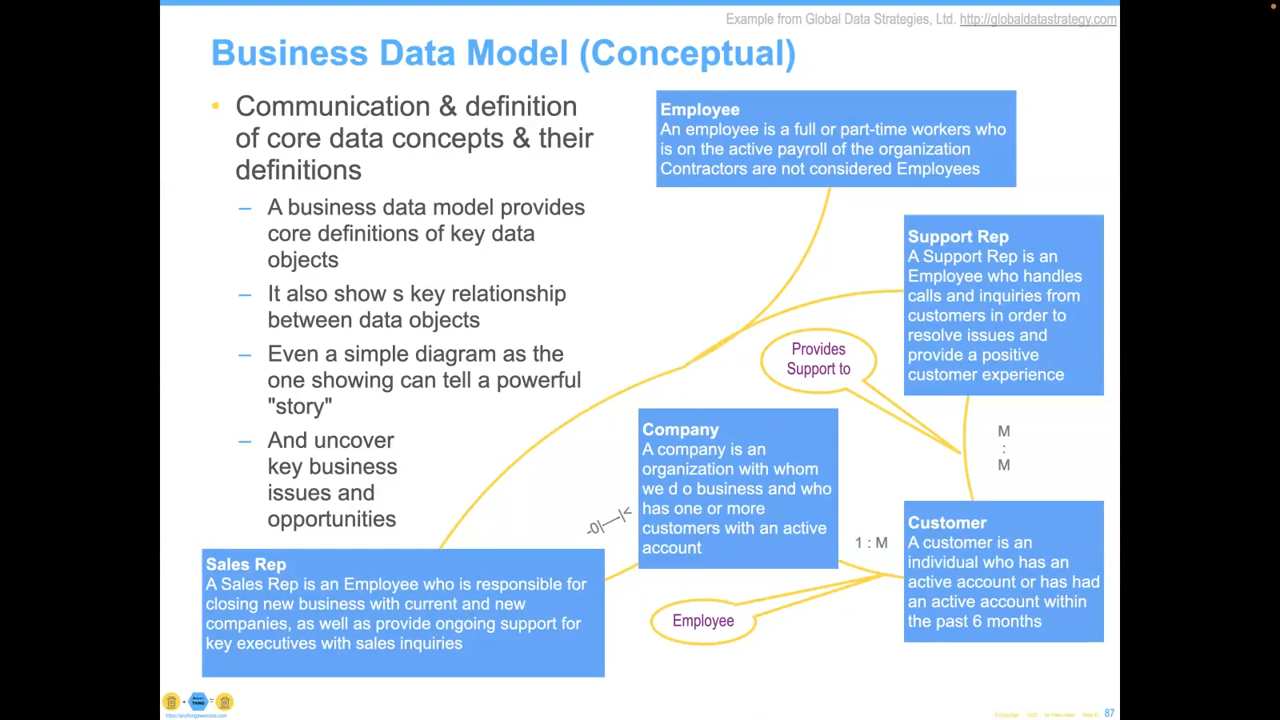 Example from Global Data Strategies, Ltd. http://globaldatastrategy.com
Business Data Model (Conceptual)
• Communication & definition
of core data concepts & their
definitions
– A business data model provides
core definitions of key data
objects
– It also show s key relationship
between data objects
– Even a simple diagram as the
one showing can tell a powerful
"story"
– And uncover
key business
issues and
opportunities
Employee
An employee is a full or part-time workers who
is on the active payroll of the organization
Contractors are not considered Employees
Support Rep
A Support Rep is an
Employee who handles
calls and inquiries from
customers in order to
resolve issues and
provide a positive
customer experience
Provides
Support to
M
:
M
Company
A company is an
organization with whom
we d o business and who
has one or more
customers with an active
account
1 : M
Customer
A customer is an
individual who has an
active account or has had
an active account within
the past 6 months
Employee
Sales Rep
A Sales Rep is an Employee who is responsible for
closing new business with current and new
companies, as well as provide ongoing support for
key executives with sales inquiries
87